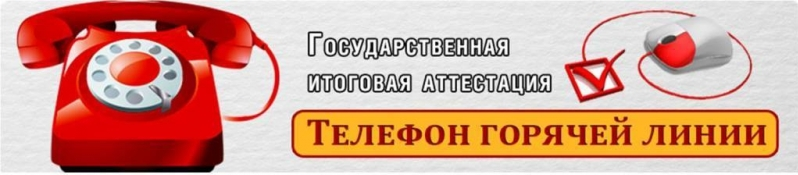 Государственная
итоговая аттестация
Телефон горячей линии